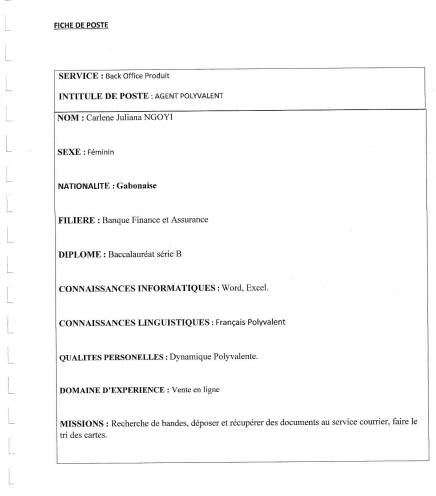 FICHE DE POSTE
SERVICE : Back Office Produit
INTITULE DE POSTE : AGENT POLYVALENT
NOM : Carlene Juliana NGOYI
SEXE : Féminin
NATIONALITE : Gabonaise
FILIERE : Banque Finance et Assurance
DIPLOME : Baccalauréat série B
CONNAISSANCES INFORMATIQUES : Word, Excel.
CONNAISSANCES LINGUISTIQUES : Français Polyvalent
QUALITES PERSONELLES : Dynamique Polyvalente.
DOMAINE D'EXPERIENCE : Vente en ligne
MISSIONS : Recherche de bandes, déposer et récupérer des documents au service courrier, faire le
tri des cartes.